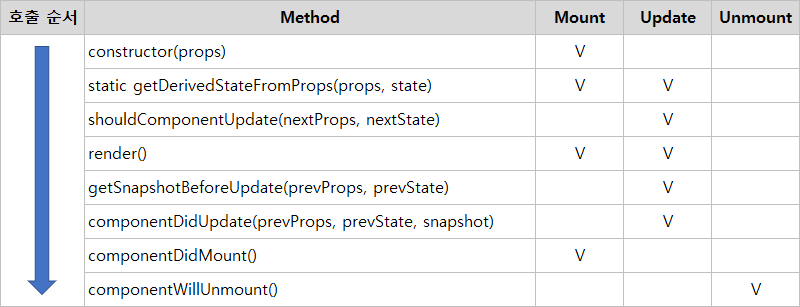 호출 순서 Method Mount Update Unmount
constructor(props) V
static getDerivedStateFromProps(props, state) V V
shouldComponentUpdate(nextProps, nextState) V
render() V V
getSnapshotBeforeUpdate(prevProps, prevState) V
componentDidUpdate(prevProps, prevState, snapshot) V
componentDidMount() V
componentWillUnmount() V